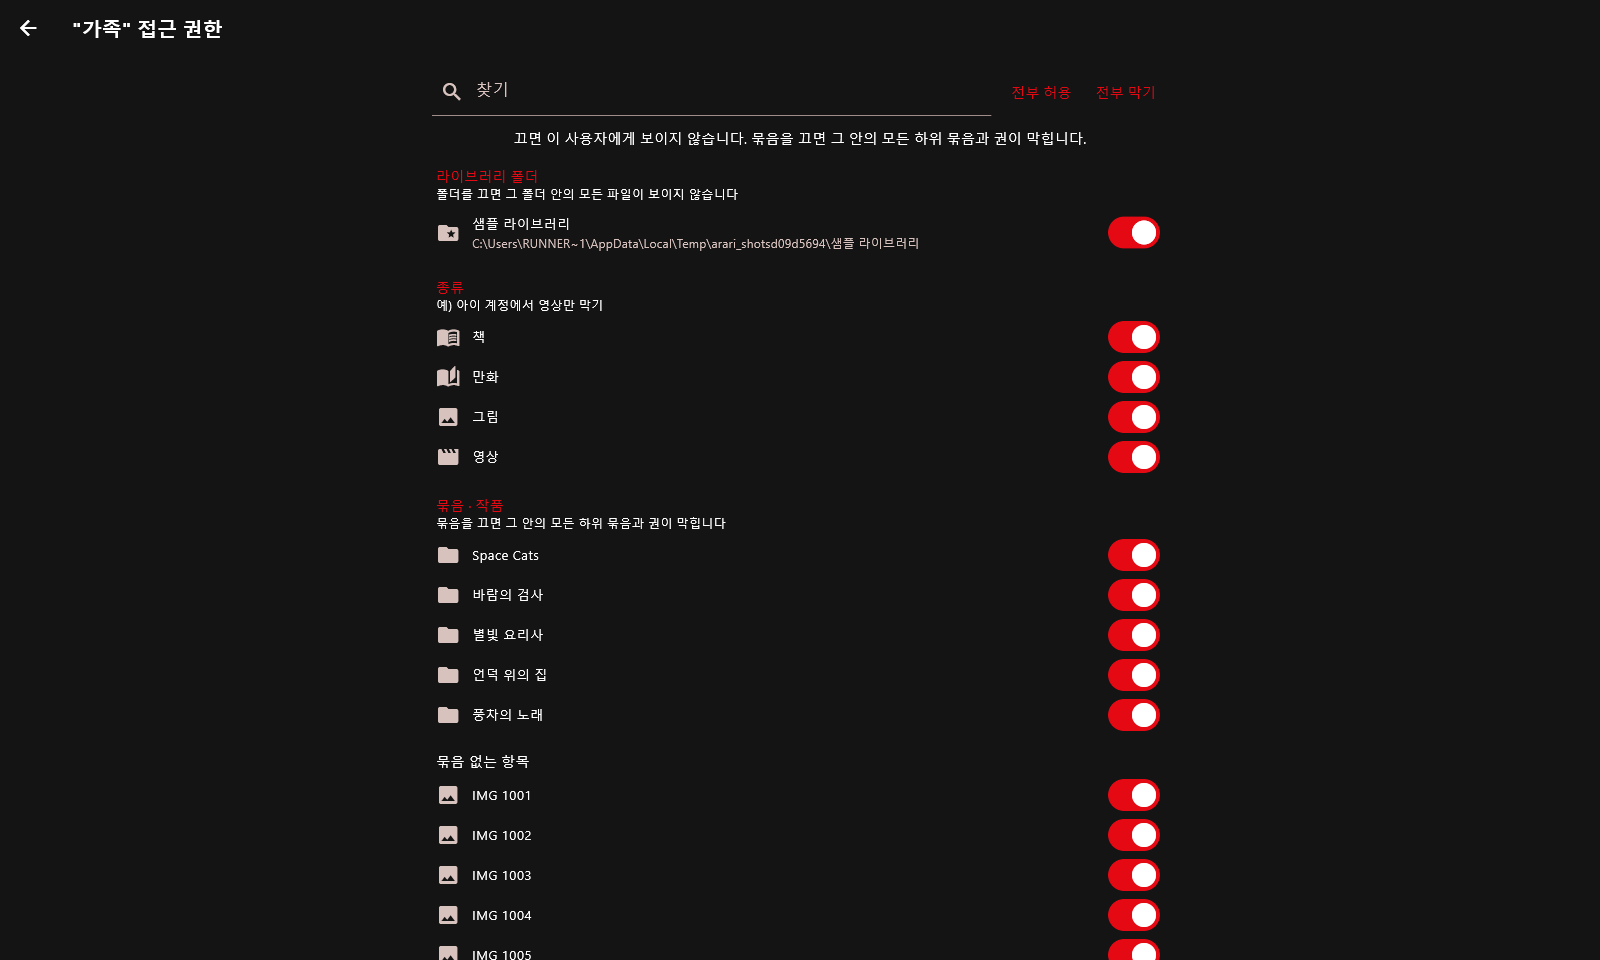 "가족" 접근 권한
찾기
전부 허용
전부 막기
끄면 이 사용자에게 보이지 않습니다. 묶음을 끄면 그 안의 모든 하위 묶음과 권이 막힙니다.
라이브러리 폴더
폴더를 끄면 그 폴더 안의 모든 파일이 보이지 않습니다
샘플 라이브러리
C:\Users\RUNNER~1\AppData\Local\Temp\arari_shotsd09d5694\샘플 라이브러리
종류
예) 아이 계정에서 영상만 막기
책
만화
그림
영상
묶음 · 작품
묶음을 끄면 그 안의 모든 하위 묶음과 권이 막힙니다
Space Cats
바람의 검사
별빛 요리사
언덕 위의 집
풍차의 노래
묶음 없는 항목
IMG 1001
IMG 1002
IMG 1003
IMG 1004
IMG 1005